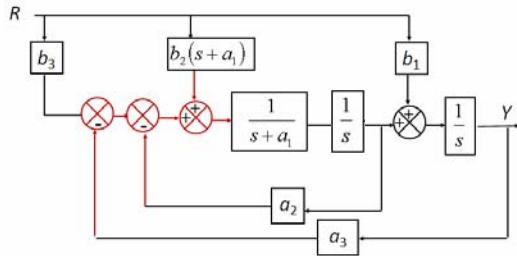 R
b₃
b₂(s + a₁)
b₁
+
-
-
+
+
+
1
s + a₁
1
s
+
1
s
Y
a₂
a₃